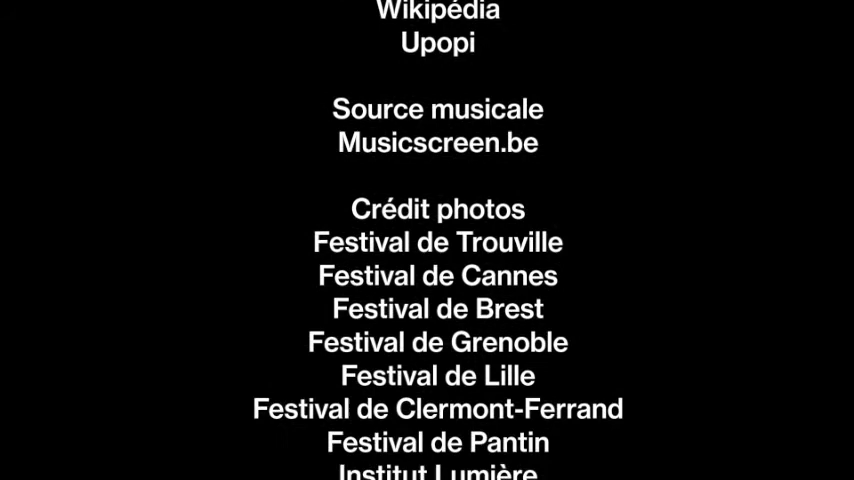 Wikipédia
Upopi
Source musicale
Musicscreen.be
Crédit photos
Festival de Trouville
Festival de Cannes
Festival de Brest
Festival de Grenoble
Festival de Lille
Festival de Clermont-Ferrand
Festival de Pantin
Institut Lumière